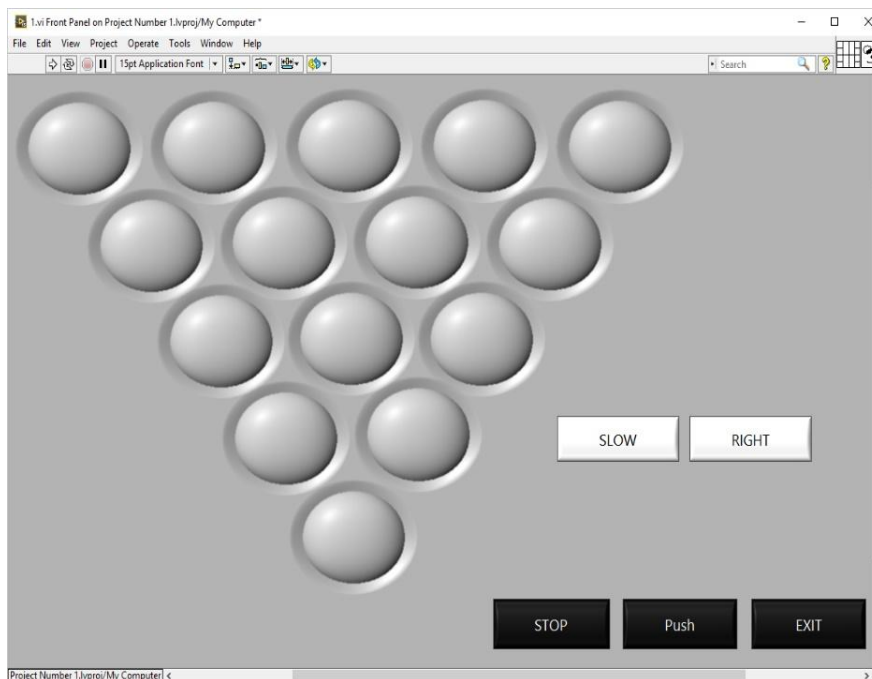 1.vi Front Panel on Project Number 1.lvproj/My Computer *
File Edit View Project Operate Tools Window Help
15pt Application Font
Search
?
SLOW
RIGHT
STOP
Push
EXIT
Project Number 1.lvproj/My Computer